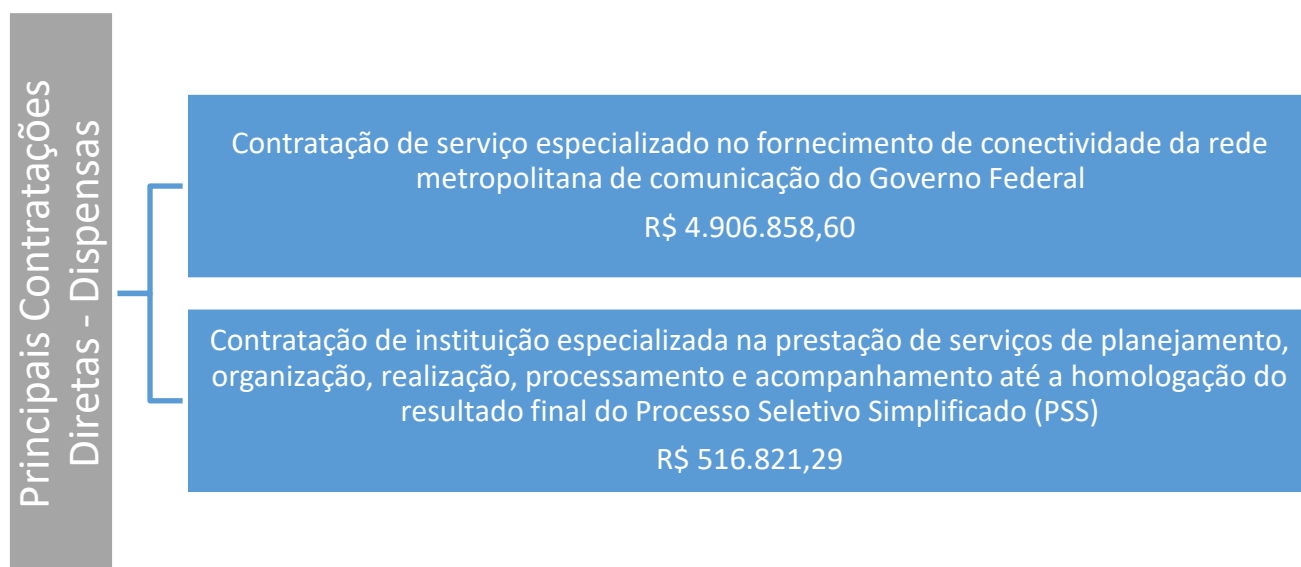 Principais Contratações
Diretas - Dispensas
Contratação de serviço especializado no fornecimento de conectividade da rede
metropolitana de comunicação do Governo Federal
R$ 4.906.858,60
Contratação de instituição especializada na prestação de serviços de planejamento,
organização, realização, processamento e acompanhamento até a homologação do
resultado final do Processo Seletivo Simplificado (PSS)
R$ 516.821,29